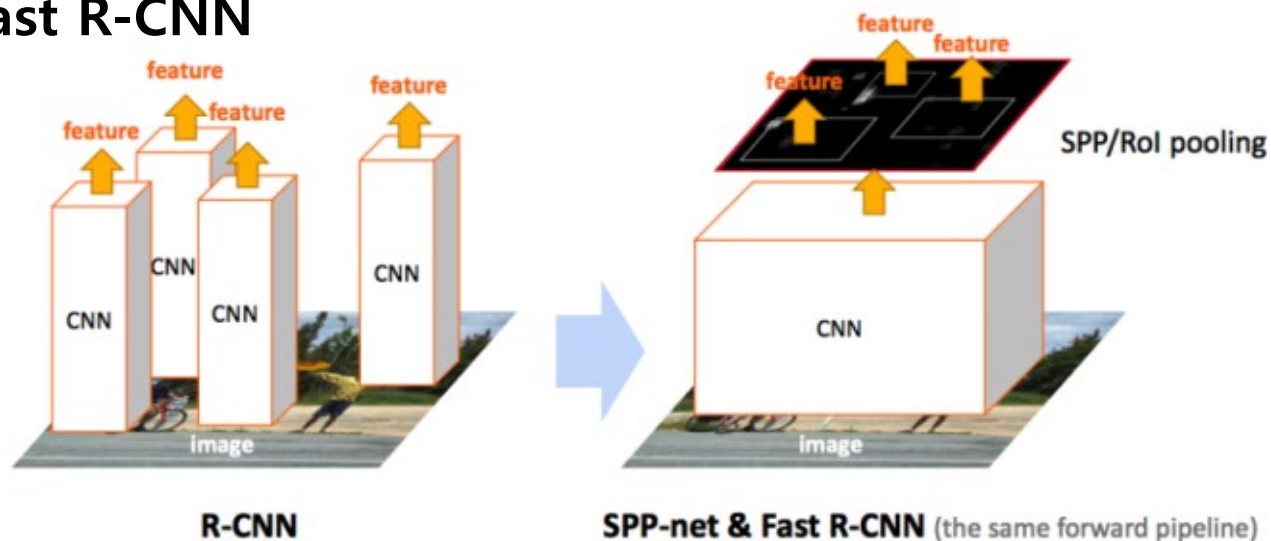 ast R-CNN
feature
feature
feature
feature
CNN
CNN
CNN
CNN
image
R-CNN
feature
feature
feature
SPP/RoI pooling
CNN
image
SPP-net & Fast R-CNN (the same forward pipeline)